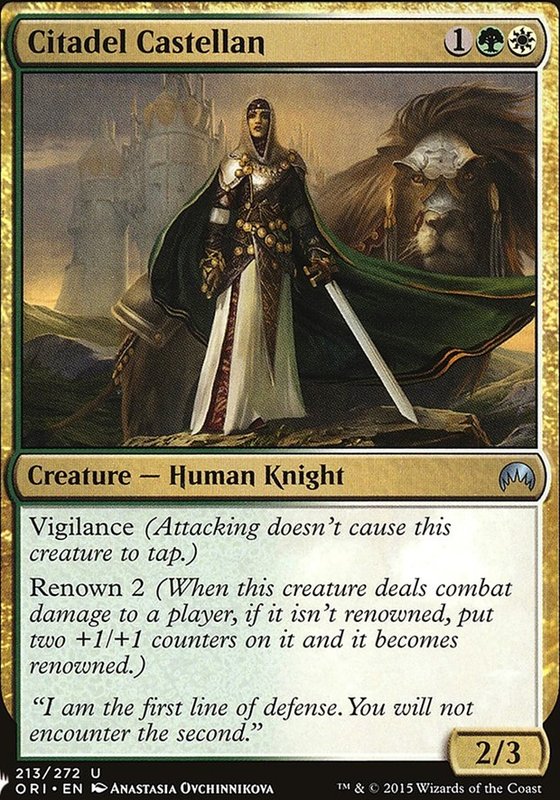 Citadel Castellan 1
Creature — Human Knight
Vigilance (Attacking doesn't cause this
creature to tap.)
Renown 2 (When this creature deals combat
damage to a player, if it isn't renowned, put
two +1/+1 counters on it and it becomes
renowned.)
“I am the first line of defense. You will not
encounter the second.”
2/3
213/272 U
ORI • EN Anastasia Ovchinnikova
™ & © 2015 Wizards of the Coast